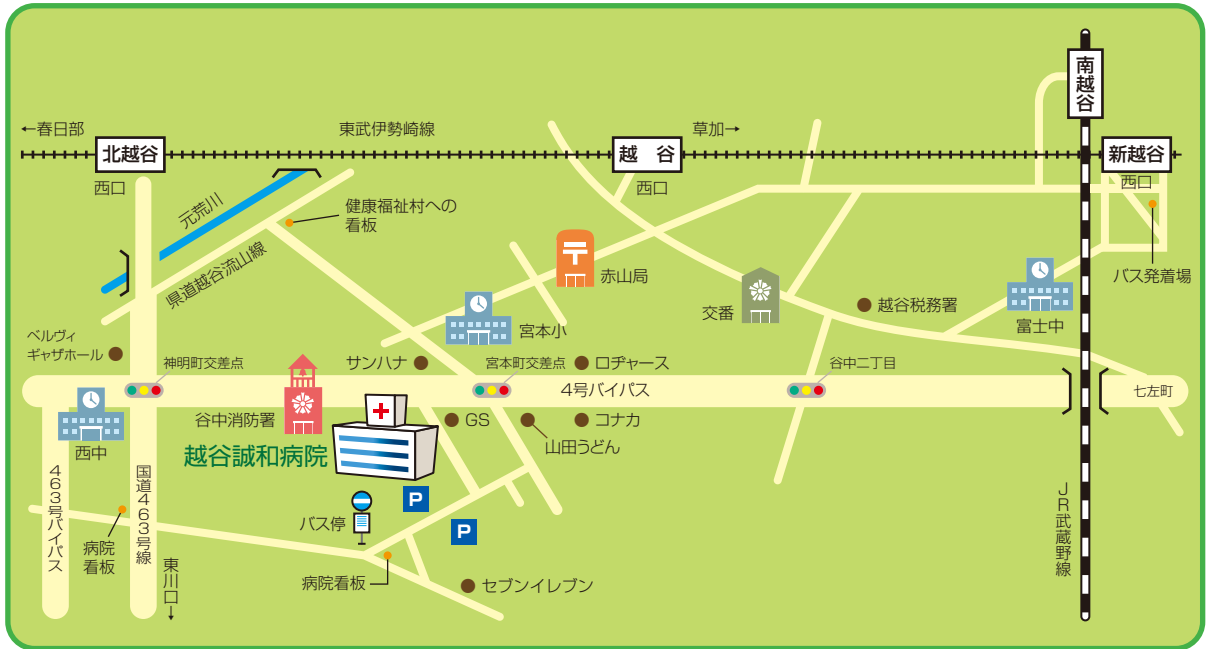 南越谷
←春日部
東武伊勢崎線
草加→
北越谷
越 谷
新越谷
西口
西口
西口
元荒川
健康福祉村への
看板
県道越谷流山線
赤山局
バス発着場
交番
越谷税務署
富士中
宮本小
ベルヴィ
ギャザホール
神明町交差点
サンハナ
宮本町交差点
ロヂャース
谷中二丁目
4号バイパス
七左町
谷中消防署
GS
コナカ
山田うどん
西中
越谷誠和病院
463号バイパス
国道463号線
P
P
バス停
JR武蔵野線
病院
看板
東川口→
病院看板
セブンイレブン